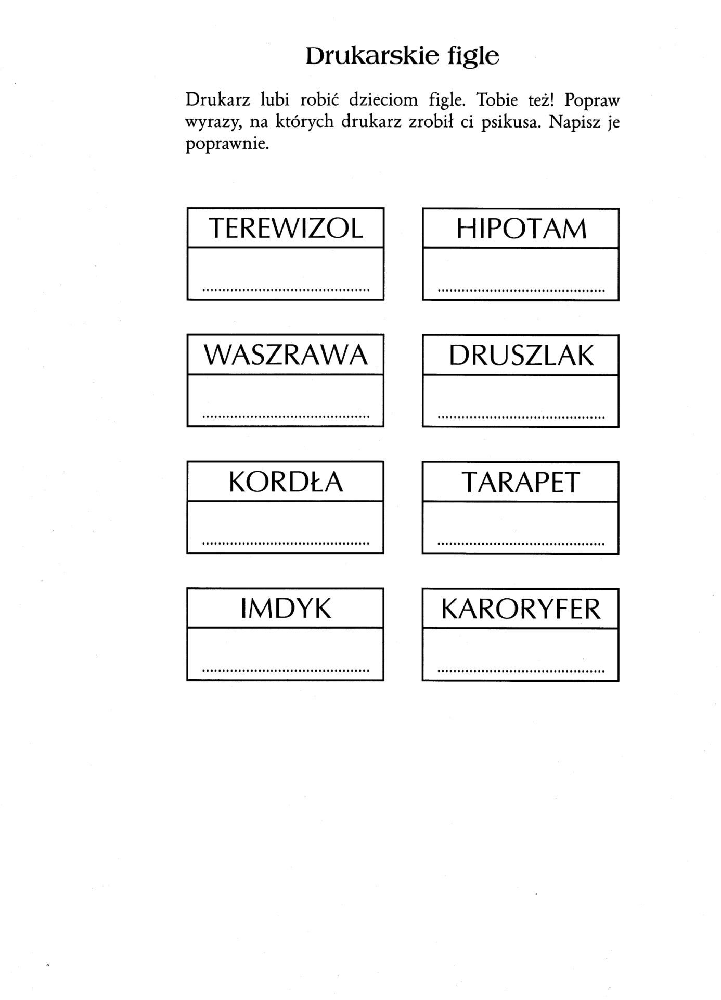 Drukarskie figle
Drukarz lubi robić dzieciom figle. Tobie też! Popraw
wyrazy, na których drukarz zrobił ci psikusa. Napisz je
poprawnie.
TEREWIZOL
HIPOTAM
WASZRAWA
DRUSZLAK
KORDŁA
TARAPET
IMDYK
KARORYFER